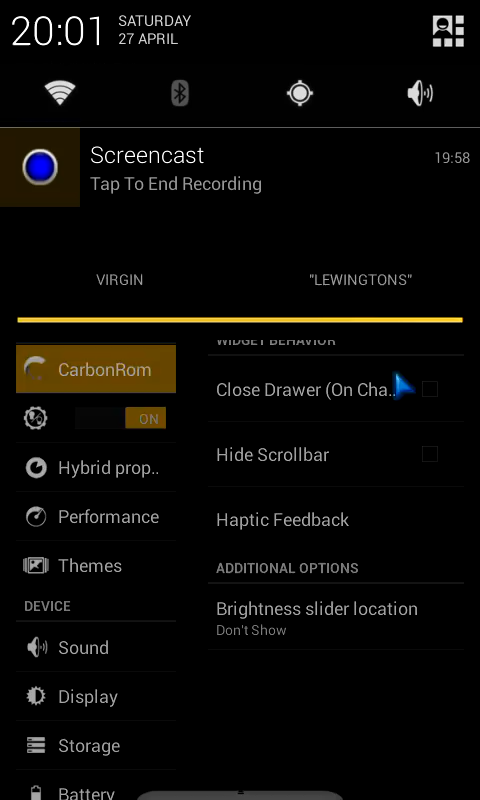 20:01
SATURDAY
27 APRIL
Screencast
19:58
Tap To End Recording
VIRGIN
"LEWINGTONS"
CarbonRom
ON
Hybrid prop..
Performance
Themes
DEVICE
Sound
Display
Storage
Battery
WIDGET BEHAVIOR
Close Drawer (On Cha..
Hide Scrollbar
Haptic Feedback
ADDITIONAL OPTIONS
Brightness slider location
Don't Show